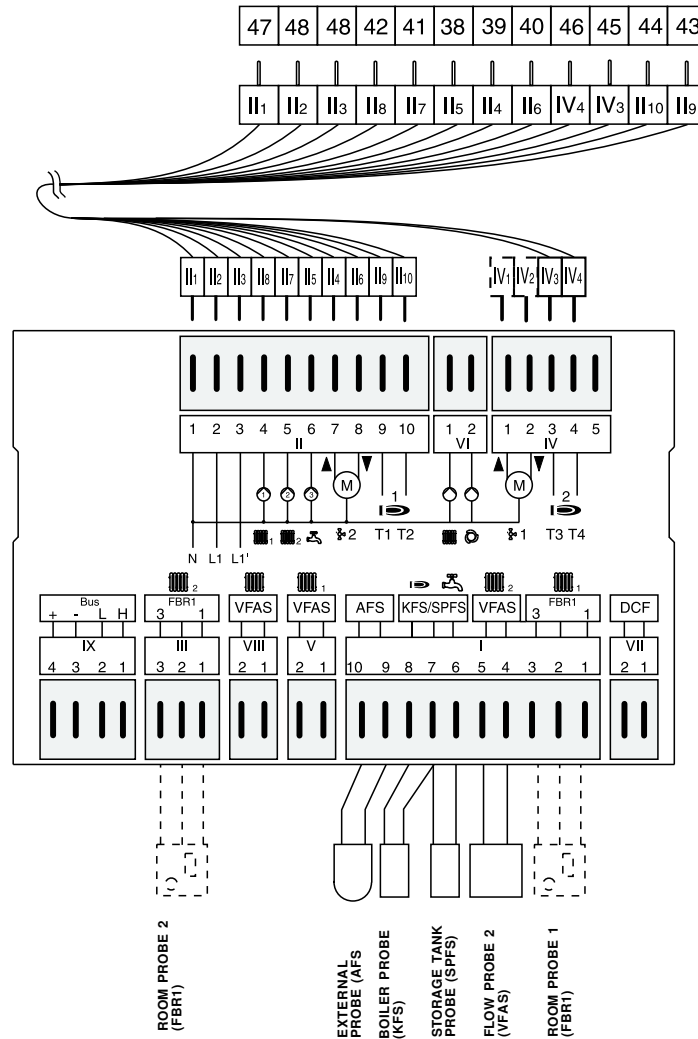 47 48 48 42 41 38 39 40 46 45 44 43
II1 II2 II3 II8 II7 II5 II4 II6 IV4 IV3 II10 II9
II1 II2 II3 II8 II7 II5 II4 II6 II9 II10 IV1 IV2 IV3 IV4
1 2 3 4 5 6 7 8 9 10 1 2 1 2 3 4 5
II VI IV
1 2 3 M 1 M 2
1 2 2 T1 T2 1 T3 T4
N L1 L1'
2 1 2 1
Bus FBR1 VFAS VFAS AFS KFS/SPFS VFAS FBR1 DCF
+ - L H 3 1 3 1
IX III VIII V I VII
4 3 2 1 3 2 1 2 1 2 1 10 9 8 7 6 5 4 3 2 1 2 1
ROOM PROBE 2
(FBR1)
EXTERNAL
PROBE (AFS
BOILER PROBE
(KFS)
STORAGE TANK
PROBE (SPFS)
FLOW PROBE 2
(VFAS)
ROOM PROBE 1
(FBR1)